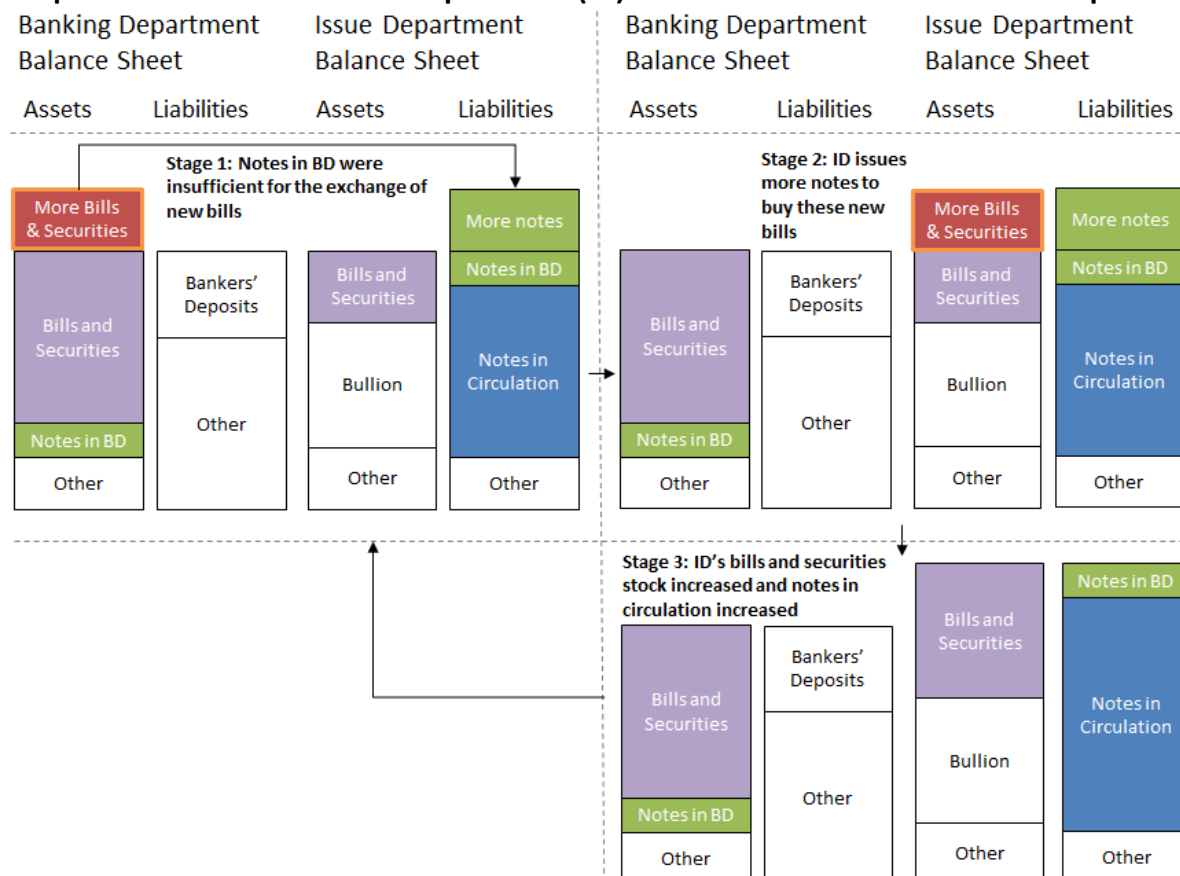 Banking Department
Balance Sheet
Issue Department
Balance Sheet
Assets
Liabilities
Assets
Liabilities
Stage 1: Notes in BD were
insufficient for the exchange of
new bills
More Bills
& Securities
Bills and
Securities
Notes in BD
Other
Bankers'
Deposits
Other
Bills and
Securities
Bullion
Other
More notes
Notes in BD
Notes in
Circulation
Other
Banking Department
Balance Sheet
Issue Department
Balance Sheet
Assets
Liabilities
Assets
Liabilities
Stage 2: ID issues
more notes to
buy these new
bills
Bills and
Securities
Notes in BD
Other
Bankers'
Deposits
Other
More Bills
& Securities
Bills and
Securities
Bullion
Other
More notes
Notes in BD
Notes in
Circulation
Other
Stage 3: ID's bills and securities
stock increased and notes in
circulation increased
Bills and
Securities
Notes in BD
Other
Bankers'
Deposits
Other
Bills and
Securities
Bullion
Other
Notes in BD
Notes in
Circulation
Other